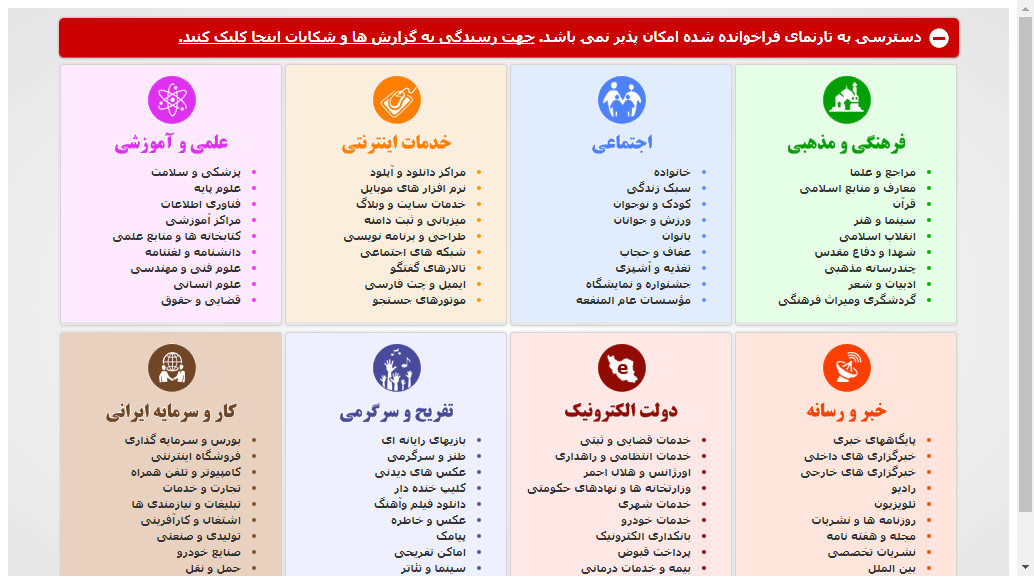 دسترسی به تارنمای فراخوانده شده امکان پذیر نمی باشد. جهت رسیدگی به گزارش ها و شکایات اینجا کلیک کنید.
فرهنگی و مذهبی
مراجع و علما
معارف و منابع اسلامی
قرآن
سینما و هنر
انقلاب اسلامی
شهدا و دفاع مقدس
چندرسانه مذهبی
ادبیات و شعر
گردشگری ومیراث فرهنگی
اجتماعی
خانواده
سبک زندگی
کودک و نوجوان
ورزش و جوانان
بانوان
عفاف و حجاب
تغذیه و آشپزی
جشنواره و نمایشگاه
مؤسسات عام المنفعه
خدمات اینترنتی
مراکز دانلود و آپلود
نرم افزار های موبایل
خدمات سایت و وبلاگ
میزبانی و ثبت دامنه
طراحی و برنامه نویسی
شبکه های اجتماعی
تالارهای گفتگو
ایمیل و چت فارسی
موتورهای جستجو
علمی و آموزشی
پزشکی و سلامت
علوم پایه
فناوری اطلاعات
مراکز آموزشی
کتابخانه ها و منابع علمی
دانشنامه و لغتنامه
علوم فنی و مهندسی
علوم انسانی
قضایی و حقوق
خبر و رسانه
پایگاههای خبری
خبرگزاری های داخلی
خبرگزاری های خارجی
رادیو
تلویزیون
روزنامه ها و نشریات
مجله و هفته نامه
نشریات تخصصی
بین الملل
e
دولت الکترونیک
خدمات قضایی و ثبتی
خدمات انتظامی و راهداری
اورژانس و هلال احمر
وزارتخانه ها و نهادهای حکومتی
خدمات شهری
خدمات خودرو
بانکداری الکترونیک
پرداخت قبوض
بیمه و خدمات درمانی
تفریح و سرگرمی
بازیهای رایانه ای
طنز و سرگرمی
عکس های دیدنی
کلیپ خنده دار
دانلود فیلم وآهنگ
عکس و خاطره
پیامک
اماکن تفریحی
سینما و تئاتر
کار و سرمایه ایرانی
بورس و سرمایه گذاری
فروشگاه اینترنتی
کامپیوتر و تلفن همراه
تجارت و خدمات
تبلیغات و نیازمندی ها
اشتغال و کارآفرینی
تولیدی و صنعتی
صنایع خودرو
حمل و نقل